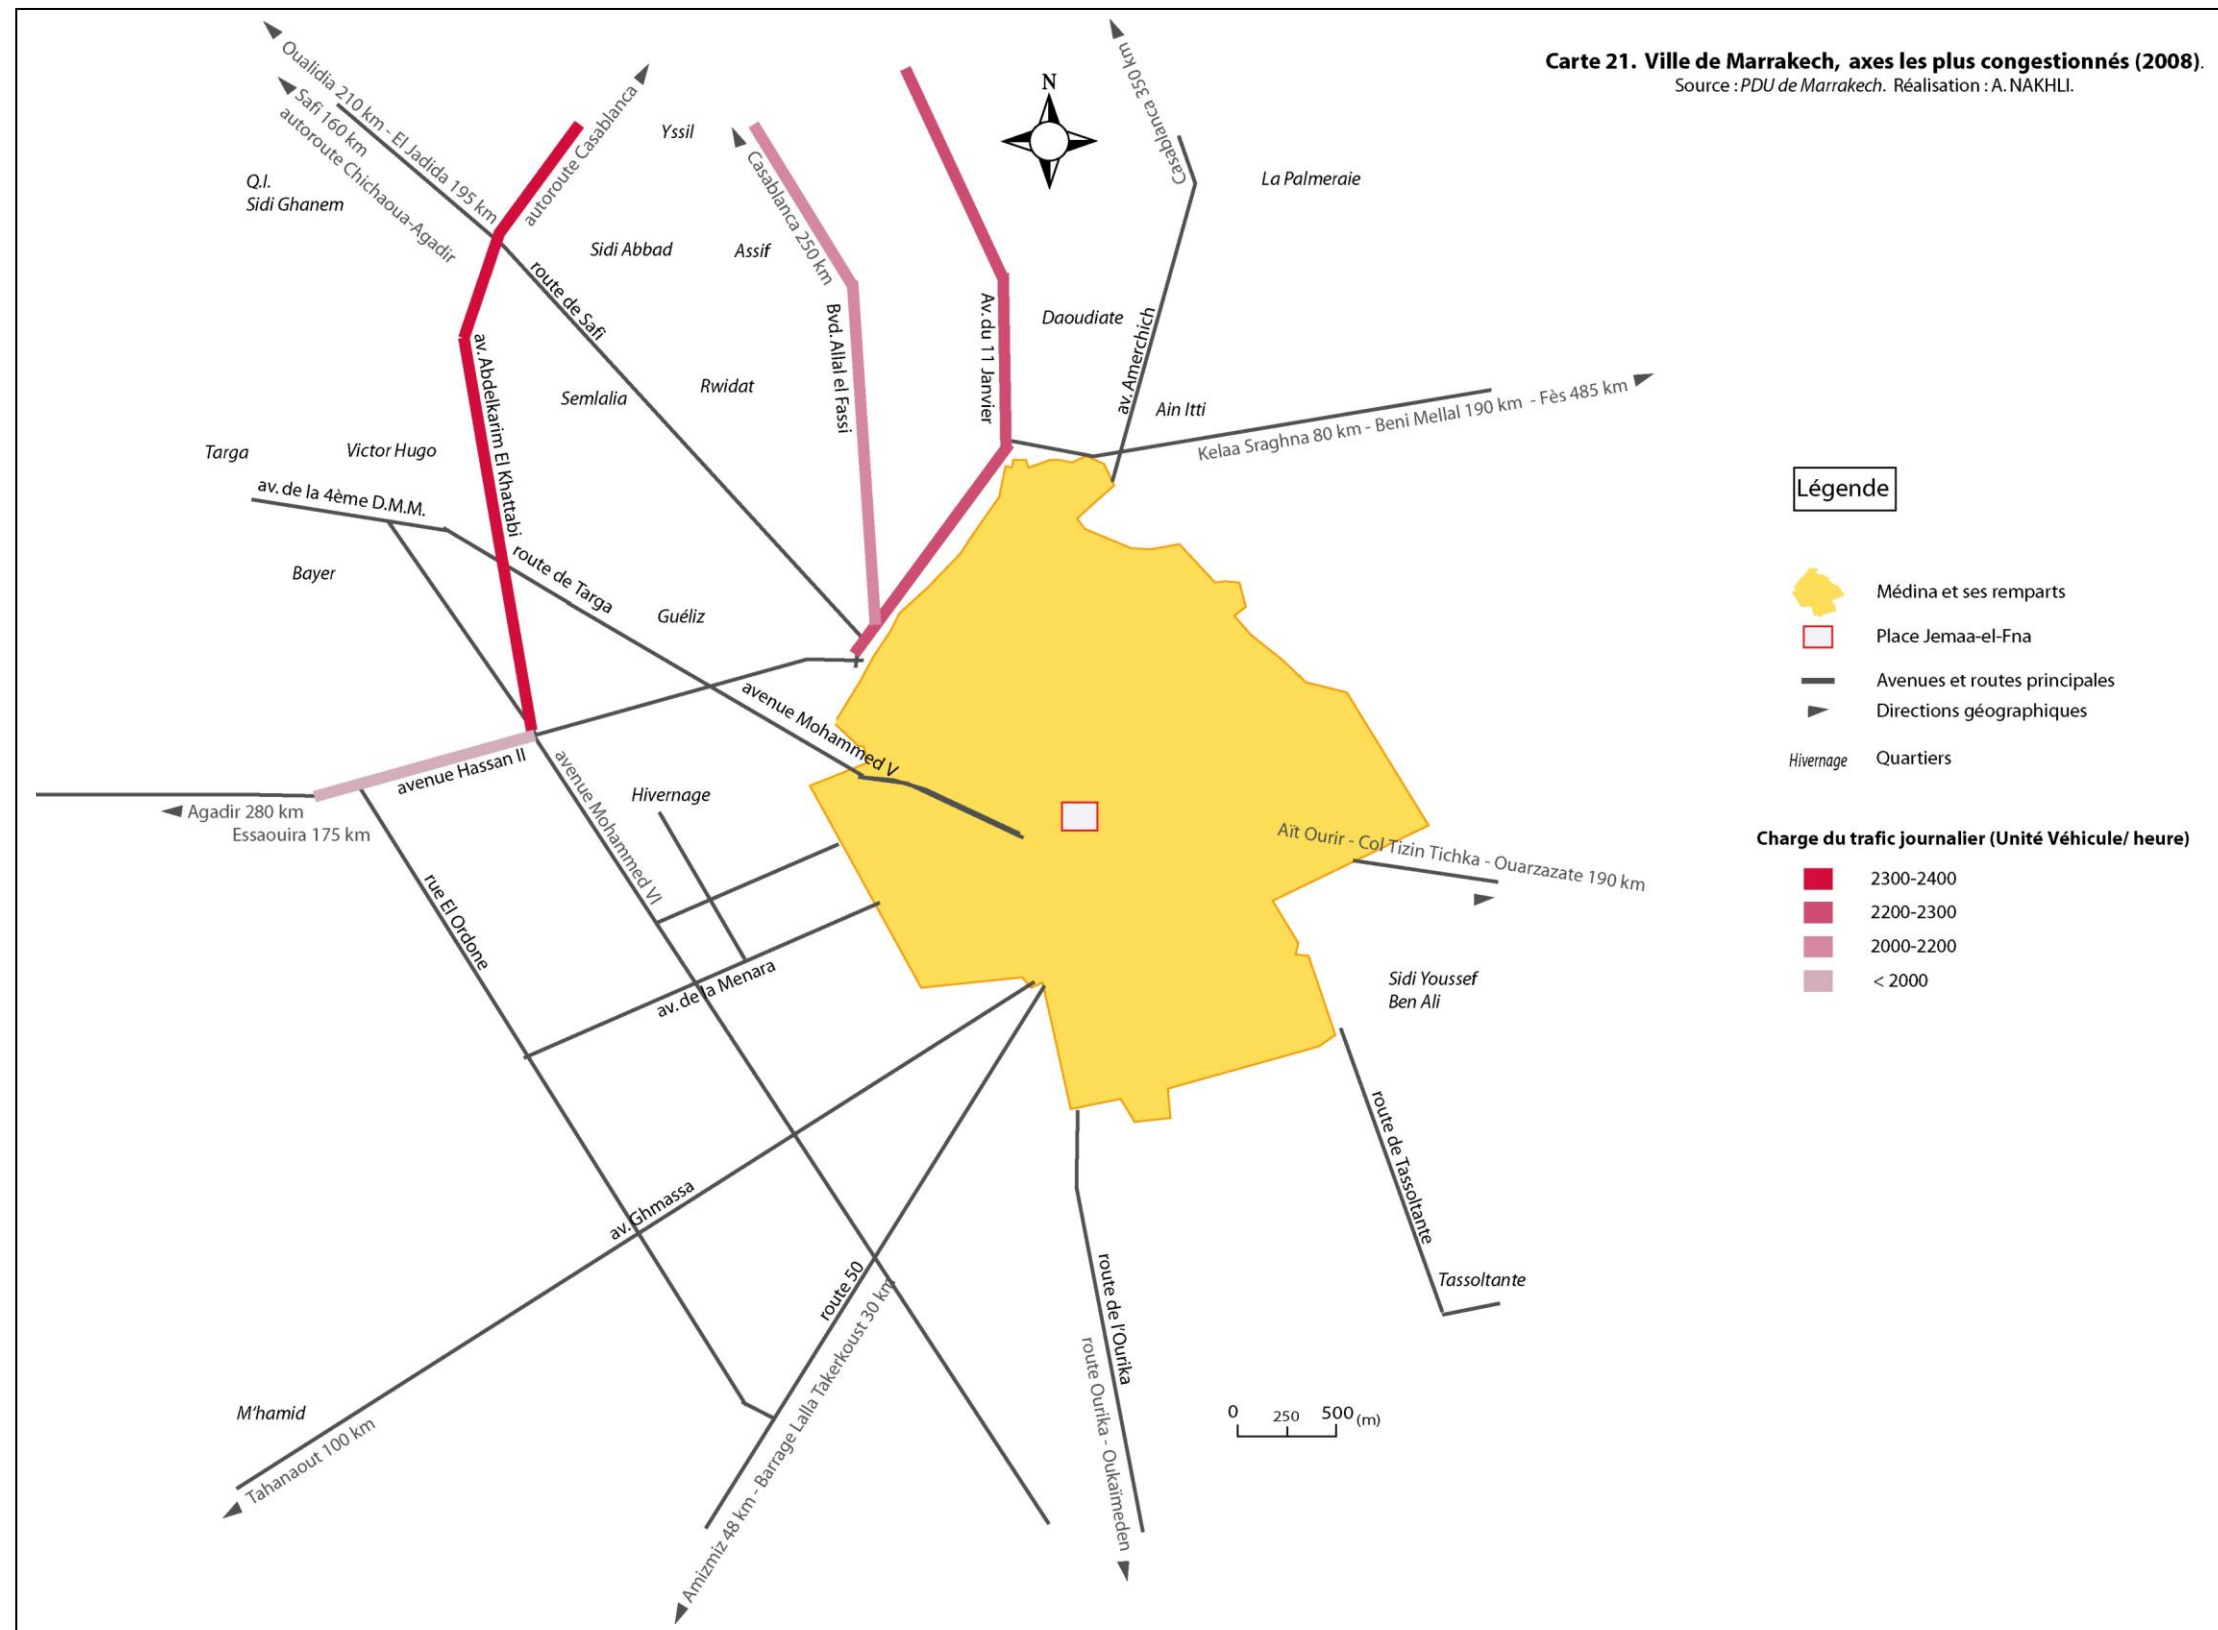 Carte 21. Ville de Marrakech, axes les plus congestionnés (2008).
Source : PDU de Marrakech. Réalisation : A. NAKHLI.
N
Oualidia 210 km - El Jadida 195 km
Safi 160 km
autoroute Chichaoua-Agadir
autoroute Casablanca
Yssil
Casablanca 250 km
Casablanca 350 km
La Palmeraie
Q.I.
Sidi Ghanem
Sidi Abbad
Assif
route de Safi
Bvd. Allal el Fassi
Av. du 11 Janvier
Daoudiate
av. Amerchich
av. Abdelkarim El Khattabi
Semlalia
Rwidat
Ain Itti
Kelaa Sraghna 80 km - Beni Mellal 190 km - Fès 485 km
Targa
Victor Hugo
av. de la 4ème D.M.M.
route de Targa
Bayer
Guéliz
avenue Mohammed V
avenue Hassan II
avenue Mohammed VI
Hivernage
Agadir 280 km
Essaouira 175 km
Aït Ourir - Col Tizin Tichka - Ouarzazate 190 km
rue El Ordone
av. de la Menara
Sidi Youssef
Ben Ali
av. Ghmassa
route 50
route de Tassoltante
Tassoltante
route de l'Ourika
route Ourika - Oukaïmeden
M'hamid
Tahanaout 100 km
Amizmiz 48 km - Barrage Lalla Takerkoust 30 km
0 250 500 (m)
Légende
Médina et ses remparts
Place Jemaa-el-Fna
Avenues et routes principales
Directions géographiques
Hivernage Quartiers
Charge du trafic journalier (Unité Véhicule/ heure)
2300-2400
2200-2300
2000-2200
< 2000